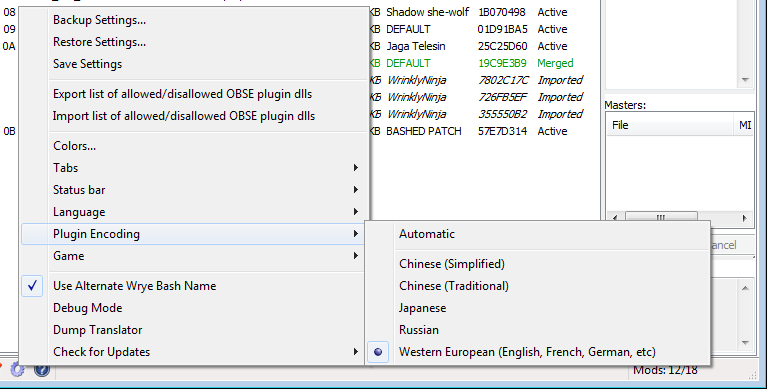 08 KB Shadow she-wolf 1B070498 Active
09 KB DEFAULT 01D91BA5 Active
0A KB Jaga Telesin 25C25D60 Active
KB DEFAULT 19C9E3B9 Merged
KB WrinklyNinja 7802C17C Imported
KB WrinklyNinja 726FB5EF Imported
KB WrinklyNinja 355550B2 Imported
0B KB BASHED PATCH 57E7D314 Active
Backup Settings...
Restore Settings...
Save Settings
Export list of allowed/disallowed OBSE plugin dlls
Import list of allowed/disallowed OBSE plugin dlls
Colors...
Tabs
Status bar
Language
Plugin Encoding
Game
Use Alternate Wrye Bash Name
Debug Mode
Dump Translator
Check for Updates
Automatic
Chinese (Simplified)
Chinese (Traditional)
Japanese
Russian
Western European (English, French, German, etc)
Masters:
File MI
ancel
Mods: 12/18